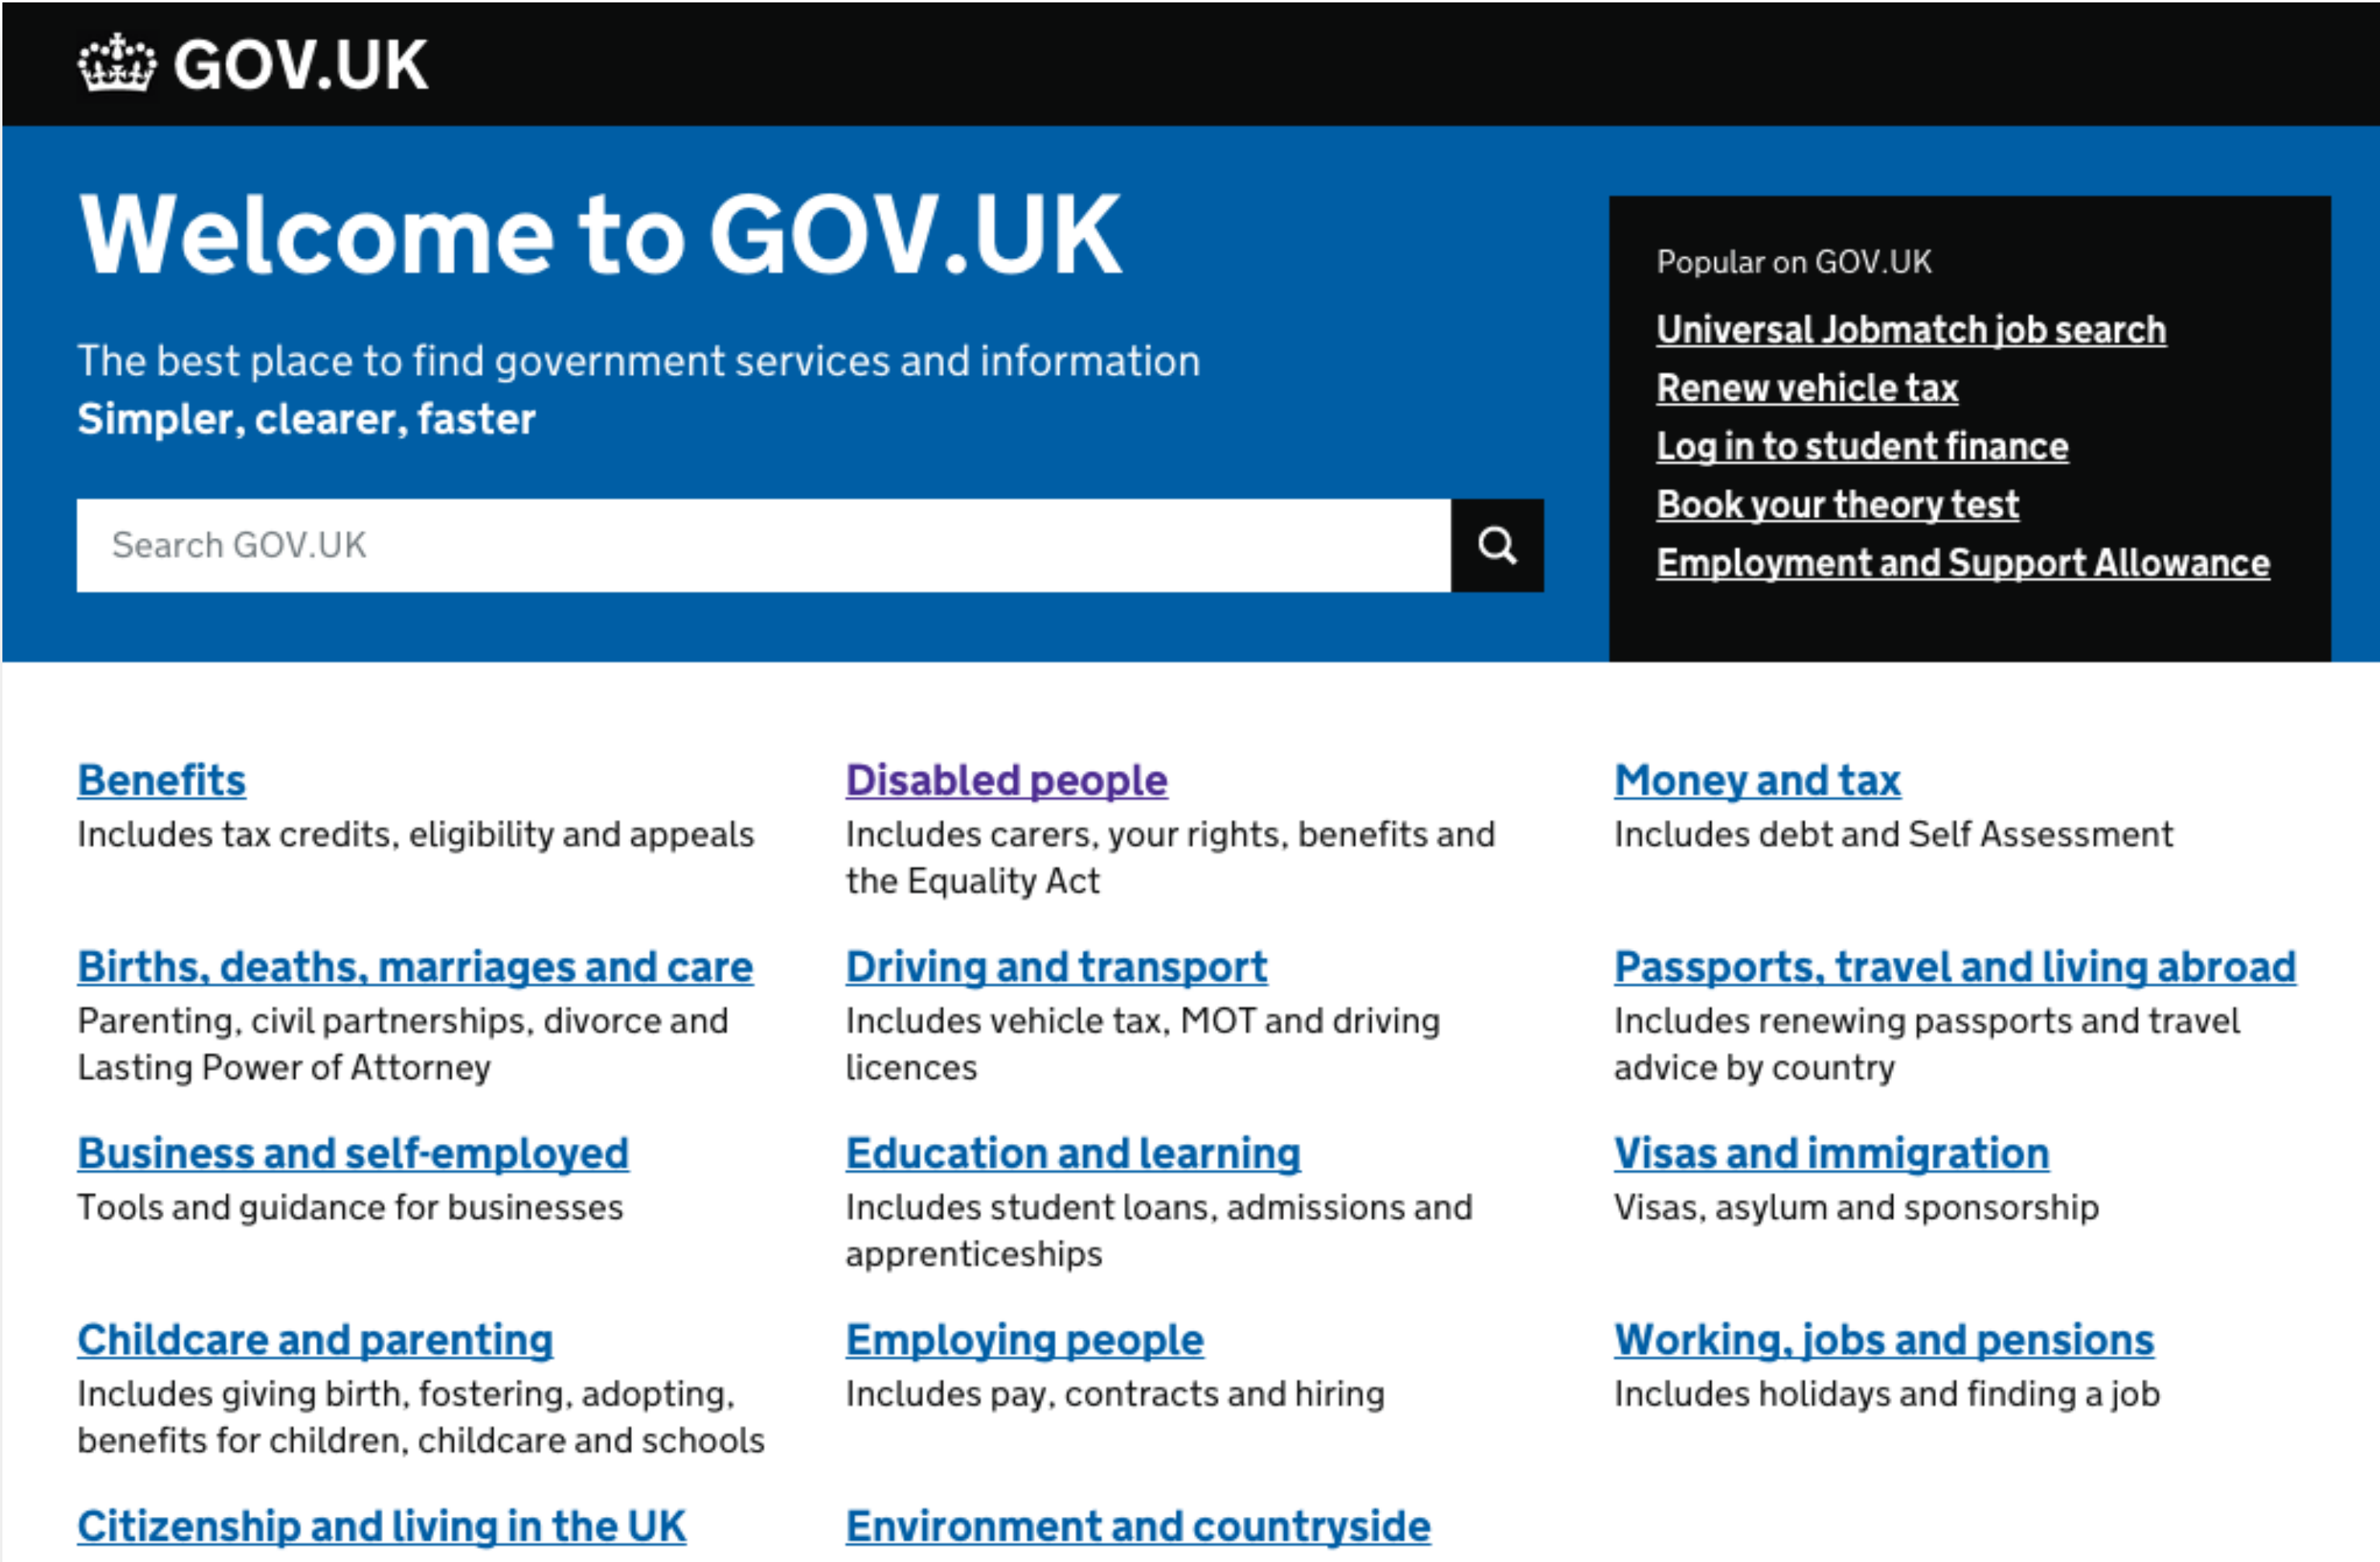 GOV.UK
Welcome to GOV.UK
The best place to find government services and information
Simpler, clearer, faster
Search GOV.UK
Popular on GOV.UK
Universal Jobmatch job search
Renew vehicle tax
Log in to student finance
Book your theory test
Employment and Support Allowance
Benefits
Includes tax credits, eligibility and appeals
Births, deaths, marriages and care
Parenting, civil partnerships, divorce and
Lasting Power of Attorney
Business and self-employed
Tools and guidance for businesses
Childcare and parenting
Includes giving birth, fostering, adopting,
benefits for children, childcare and schools
Citizenship and living in the UK
Disabled people
Includes carers, your rights, benefits and
the Equality Act
Driving and transport
Includes vehicle tax, MOT and driving
licences
Education and learning
Includes student loans, admissions and
apprenticeships
Employing people
Includes pay, contracts and hiring
Environment and countryside
Money and tax
Includes debt and Self Assessment
Passports, travel and living abroad
Includes renewing passports and travel
advice by country
Visas and immigration
Visas, asylum and sponsorship
Working, jobs and pensions
Includes holidays and finding a job